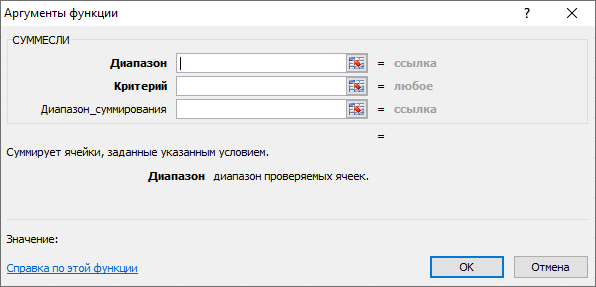 Аргументы функции
? ×
СУММЕСЛИ
Диапазон = ссылка
Критерий = любое
Диапазон_суммирования = ссылка
=
Суммирует ячейки, заданные указанным условием.
Диапазон диапазон проверяемых ячеек.
Значение:
Справка по этой функции
ОК Отмена